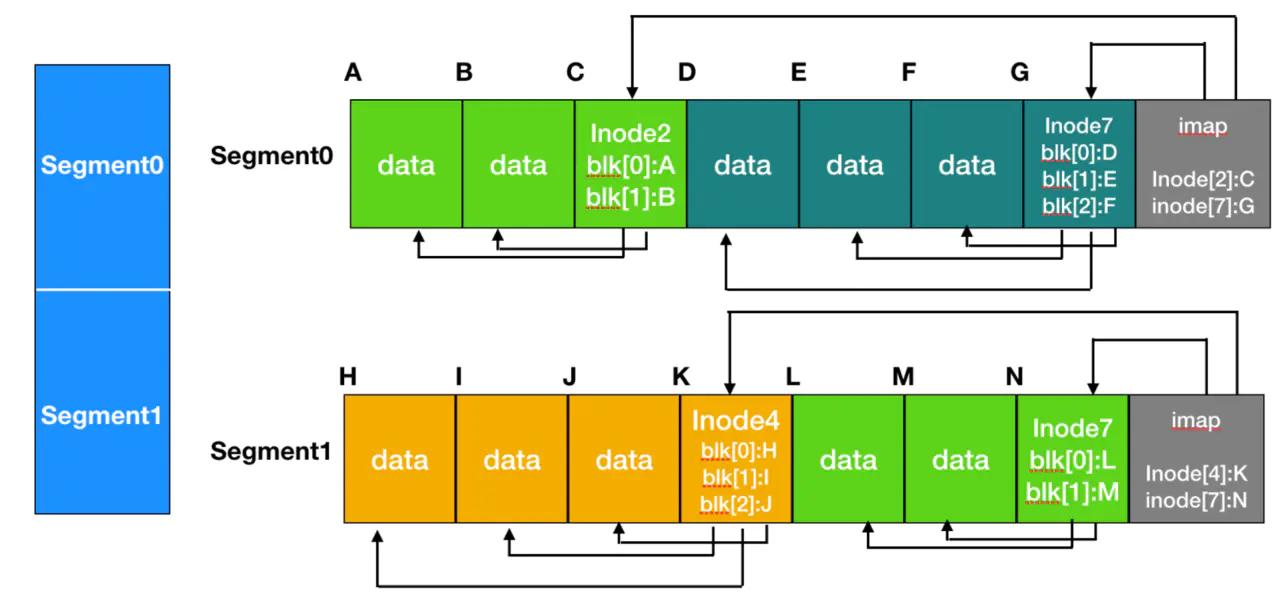 Segment0
Segment1
A B C D E F G
Segment0
data
data
Inode2
blk[0]:A
blk[1]:B
data
data
data
Inode7
blk[0]:D
blk[1]:E
blk[2]:F
imap
Inode[2]:C
inode[7]:G
H I J K L M N
Segment1
data
data
data
Inode4
blk[0]:H
blk[1]:I
blk[2]:J
data
data
Inode7
blk[0]:L
blk[1]:M
imap
Inode[4]:K
inode[7]:N